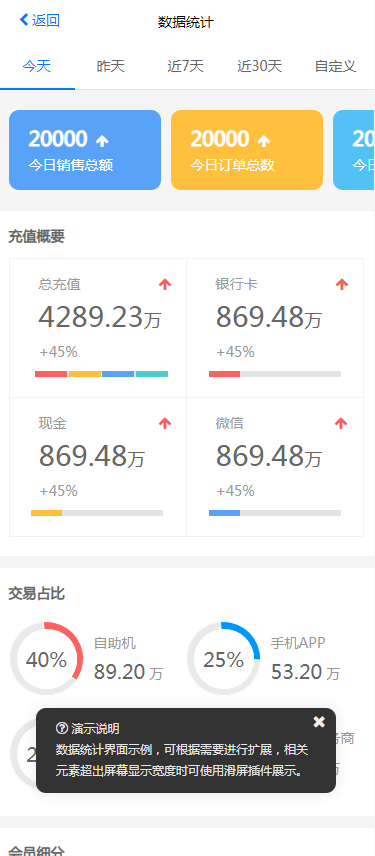 返回
数据统计
今天 昨天 近7天 近30天 自定义
20000
今日销售总额
20000
今日订单总数
充值概要
总充值
4289.23万
+45%
银行卡
869.48万
+45%
现金
869.48万
+45%
微信
869.48万
+45%
交易占比
40%
自助机
89.20 万
25%
手机APP
53.20 万
商
演示说明
数据统计界面示例，可根据需要进行扩展，相关
元素超出屏幕显示宽度时可使用滑屏插件展示。
会员细分